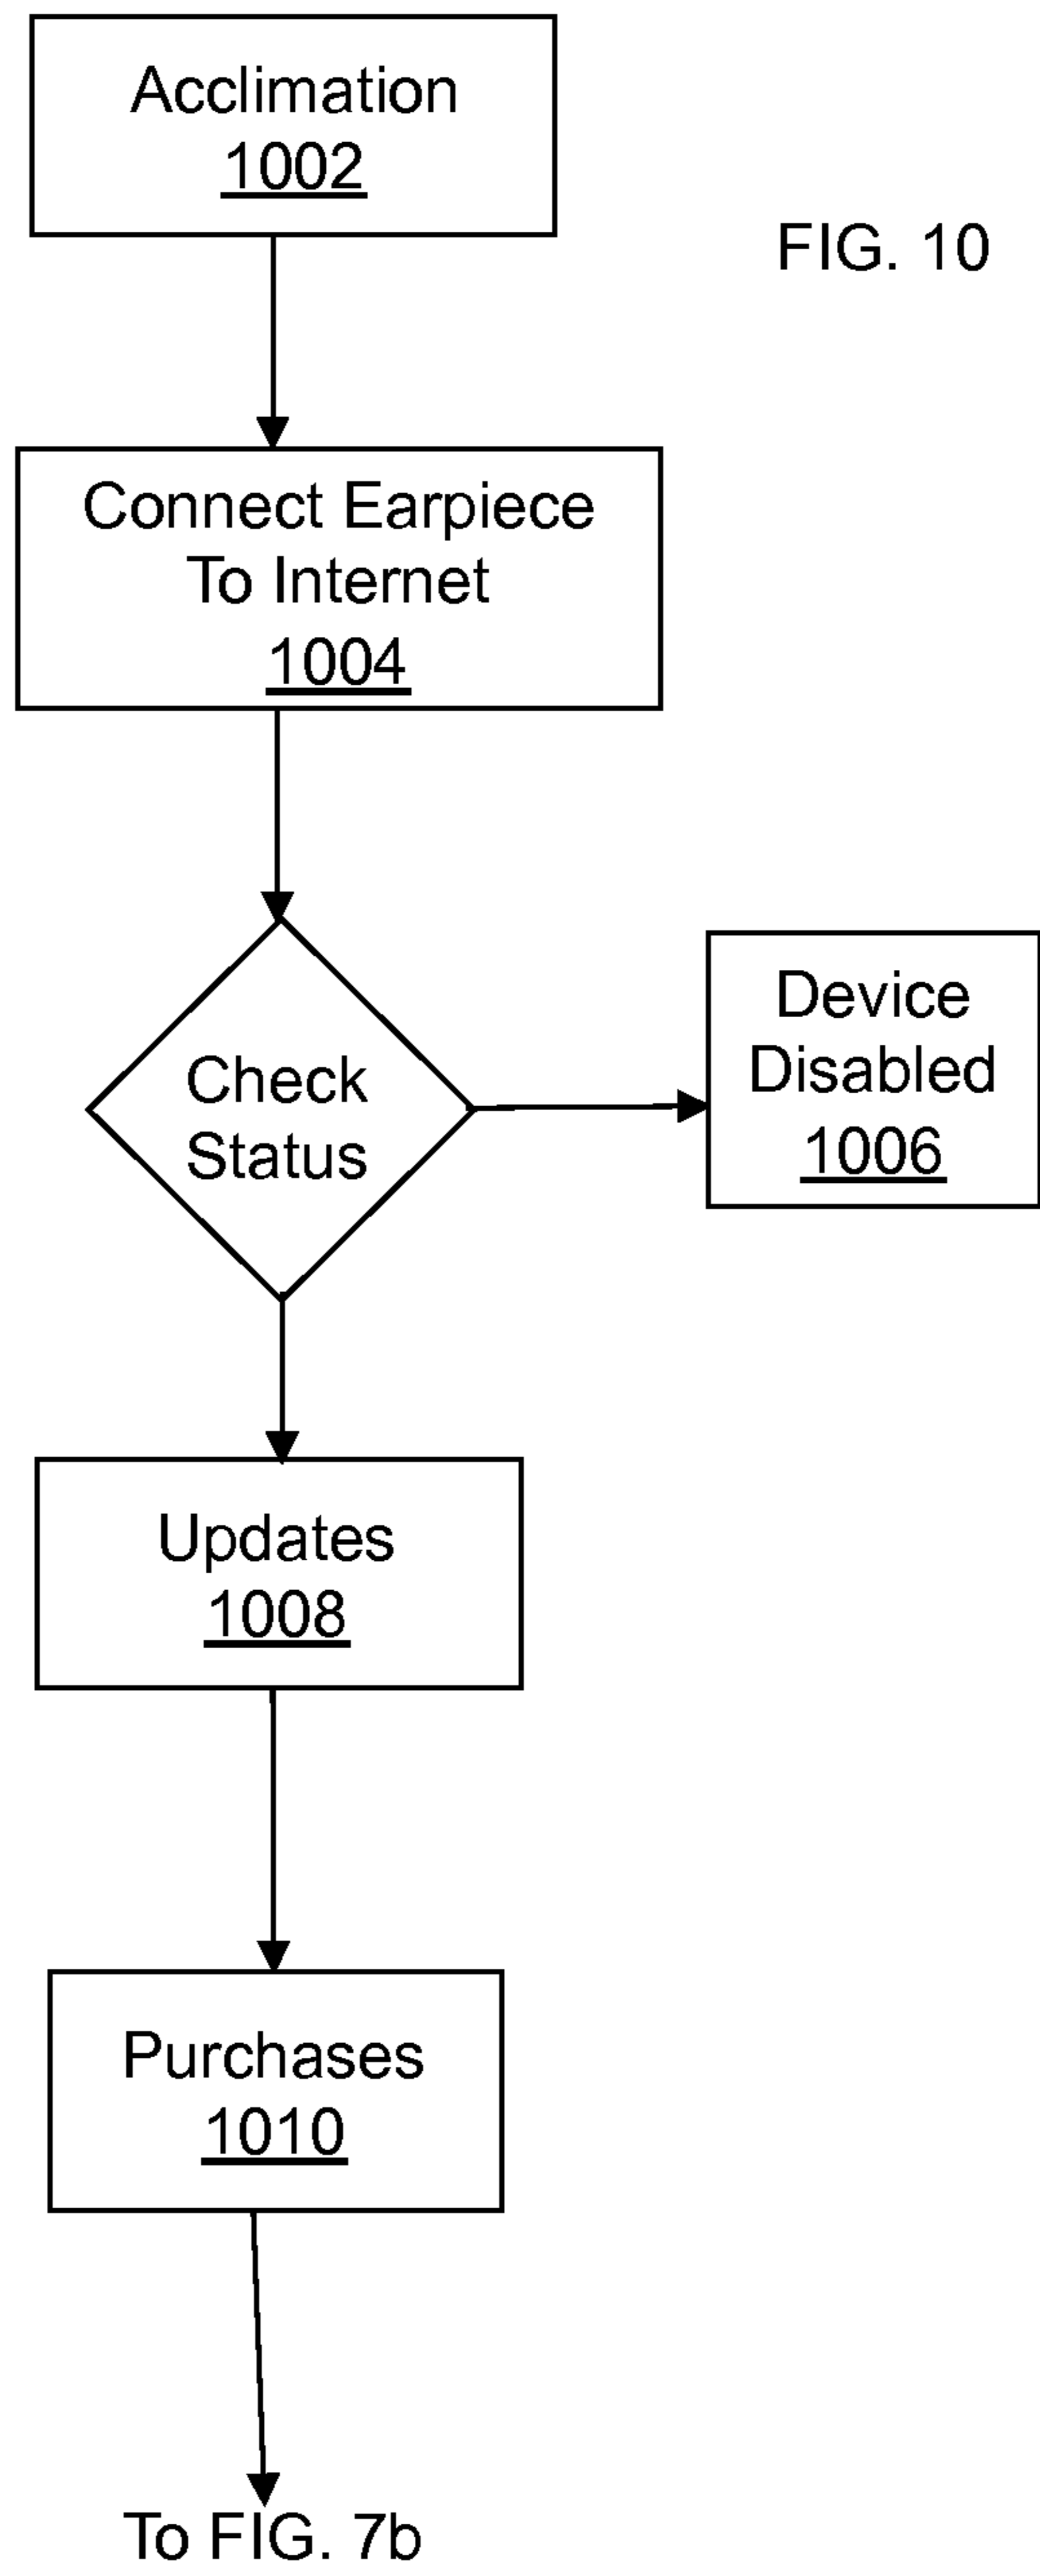 Acclimation
1002
FIG. 10
Connect Earpiece
To Internet
1004
Check
Status
Device
Disabled
1006
Updates
1008
Purchases
1010
To FIG. 7b